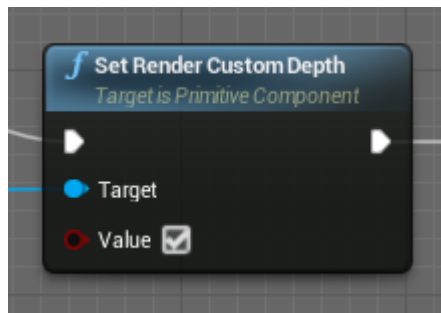 f Set Render Custom Depth
Target is Primitive Component
Target
Value